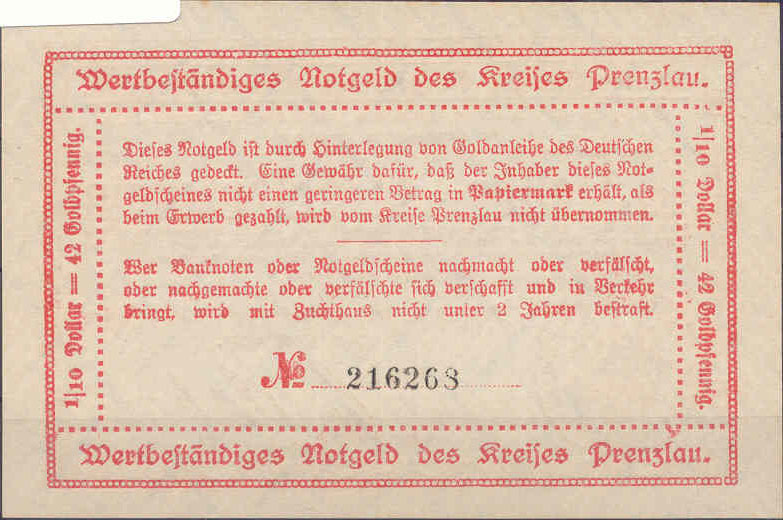 Wertbeständiges Notgeld des Kreises Prenzlau.
1/10 Dollar = 42 Goldpfennig.
Dieses Notgeld ist durch Hinterlegung von Goldanleihe des Deutschen
Reiches gedeckt. Eine Gewähr dafür, daß der Inhaber dieses Not-
geldscheines nicht einen geringeren Betrag in Papiermark erhält, als
beim Erwerb gezahlt, wird vom Kreise Prenzlau nicht übernommen.
Wer Banknoten oder Notgeldscheine nachmacht oder verfälscht,
oder nachgemachte oder verfälschte sich verschafft und in Verkehr
bringt, wird mit Zuchthaus nicht unter 2 Jahren bestraft.
№ 216268
1/10 Dollar = 42 Goldpfennig.
Wertbeständiges Notgeld des Kreises Prenzlau.